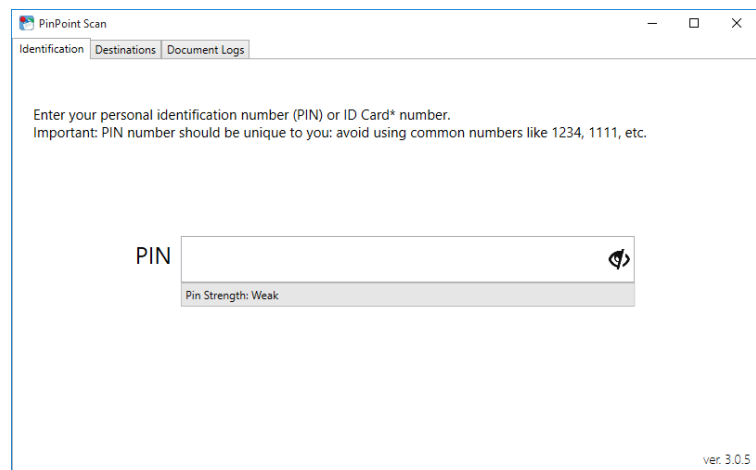 PinPoint Scan
Identification Destinations Document Logs
Enter your personal identification number (PIN) or ID Card* number.
Important: PIN number should be unique to you: avoid using common numbers like 1234, 1111, etc.
PIN
Pin Strength: Weak
ver. 3.0.5